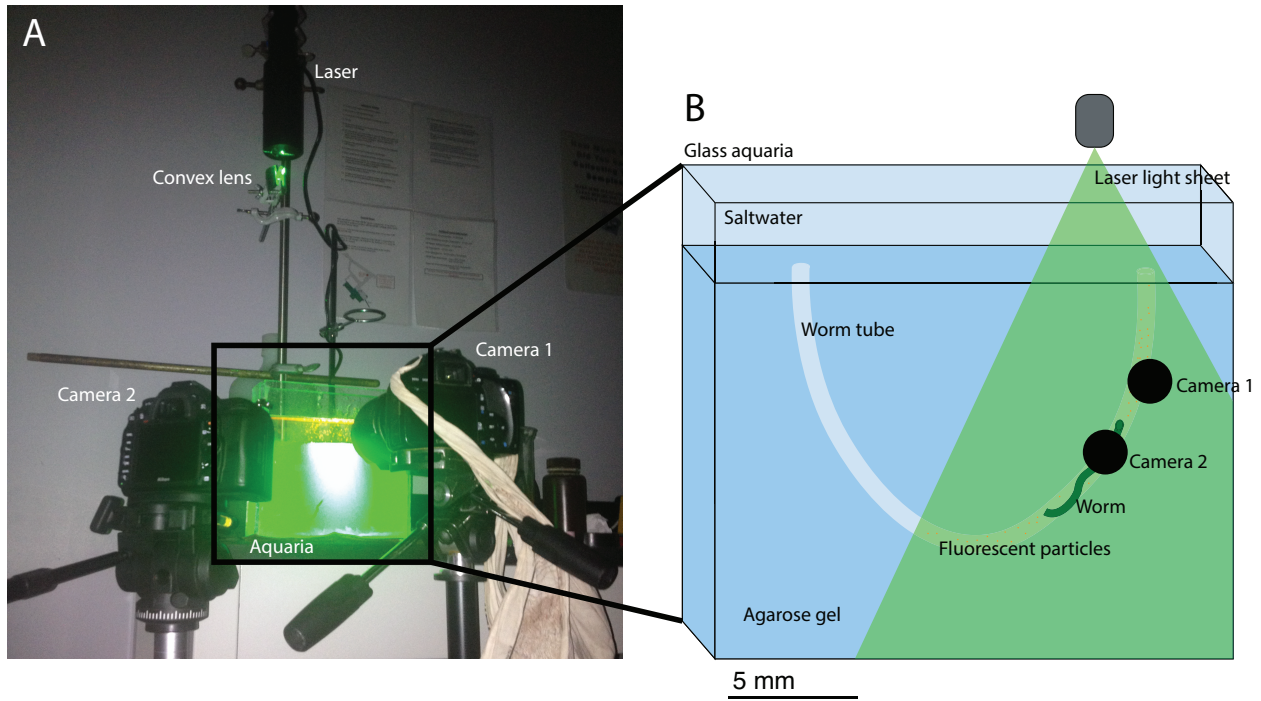 A
Laser
Convex lens
Camera 1
Camera 2
Aquaria
B
Glass aquaria
Laser light sheet
Saltwater
Worm tube
Camera 1
Camera 2
Worm
Fluorescent particles
Agarose gel
5 mm